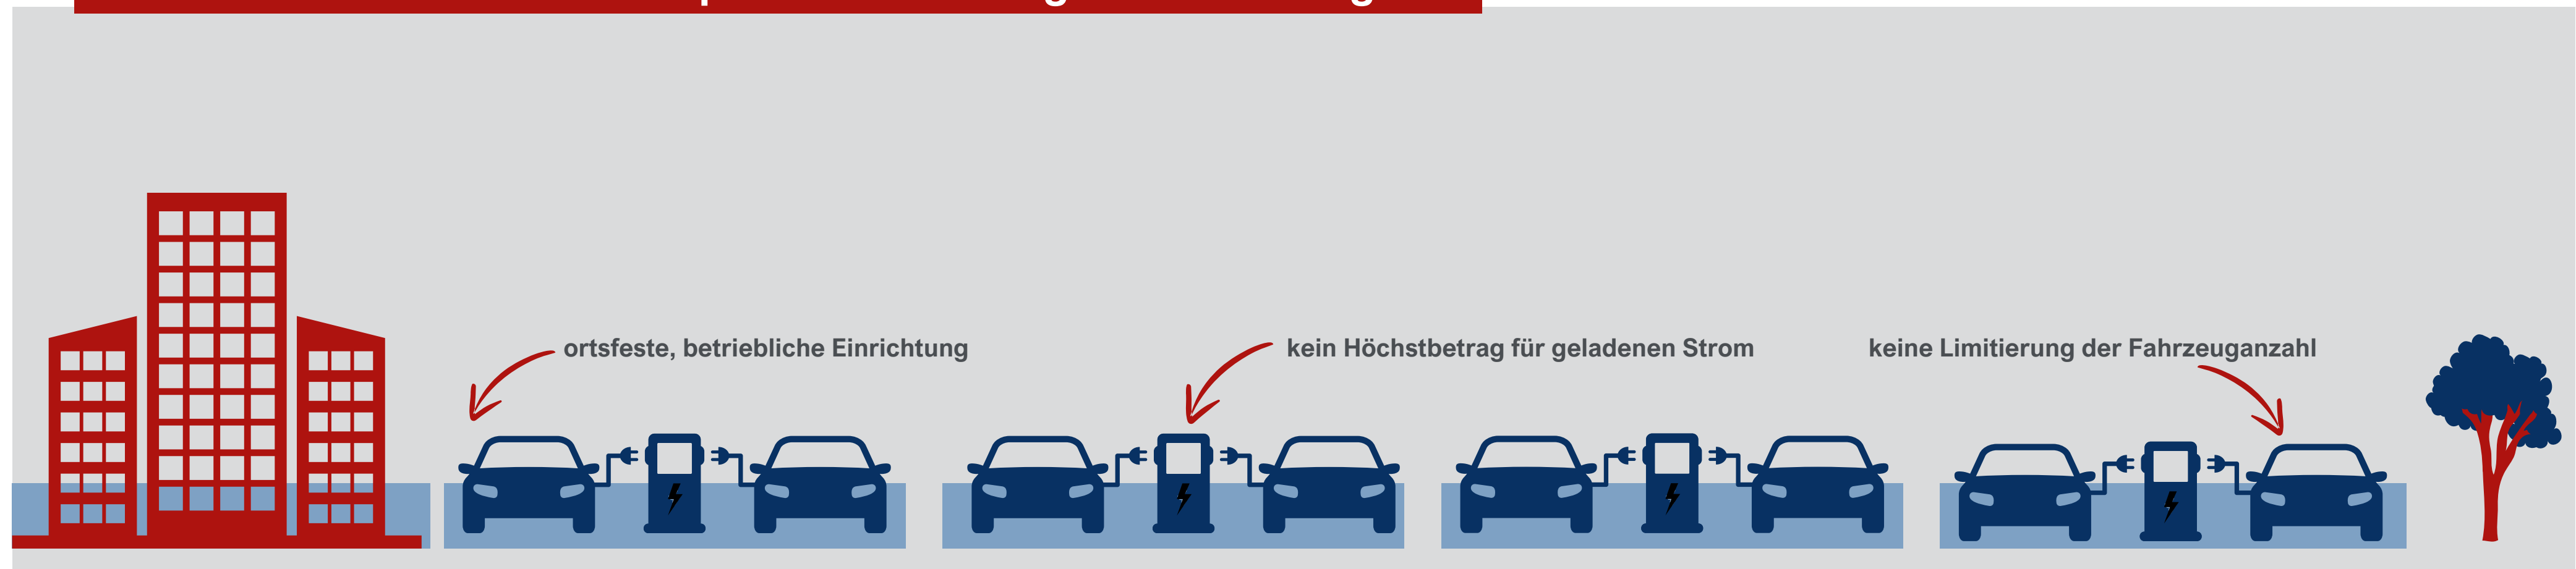 ortsfeste, betriebliche Einrichtung
kein Höchstbetrag für geladenen Strom
keine Limitierung der Fahrzeuganzahl